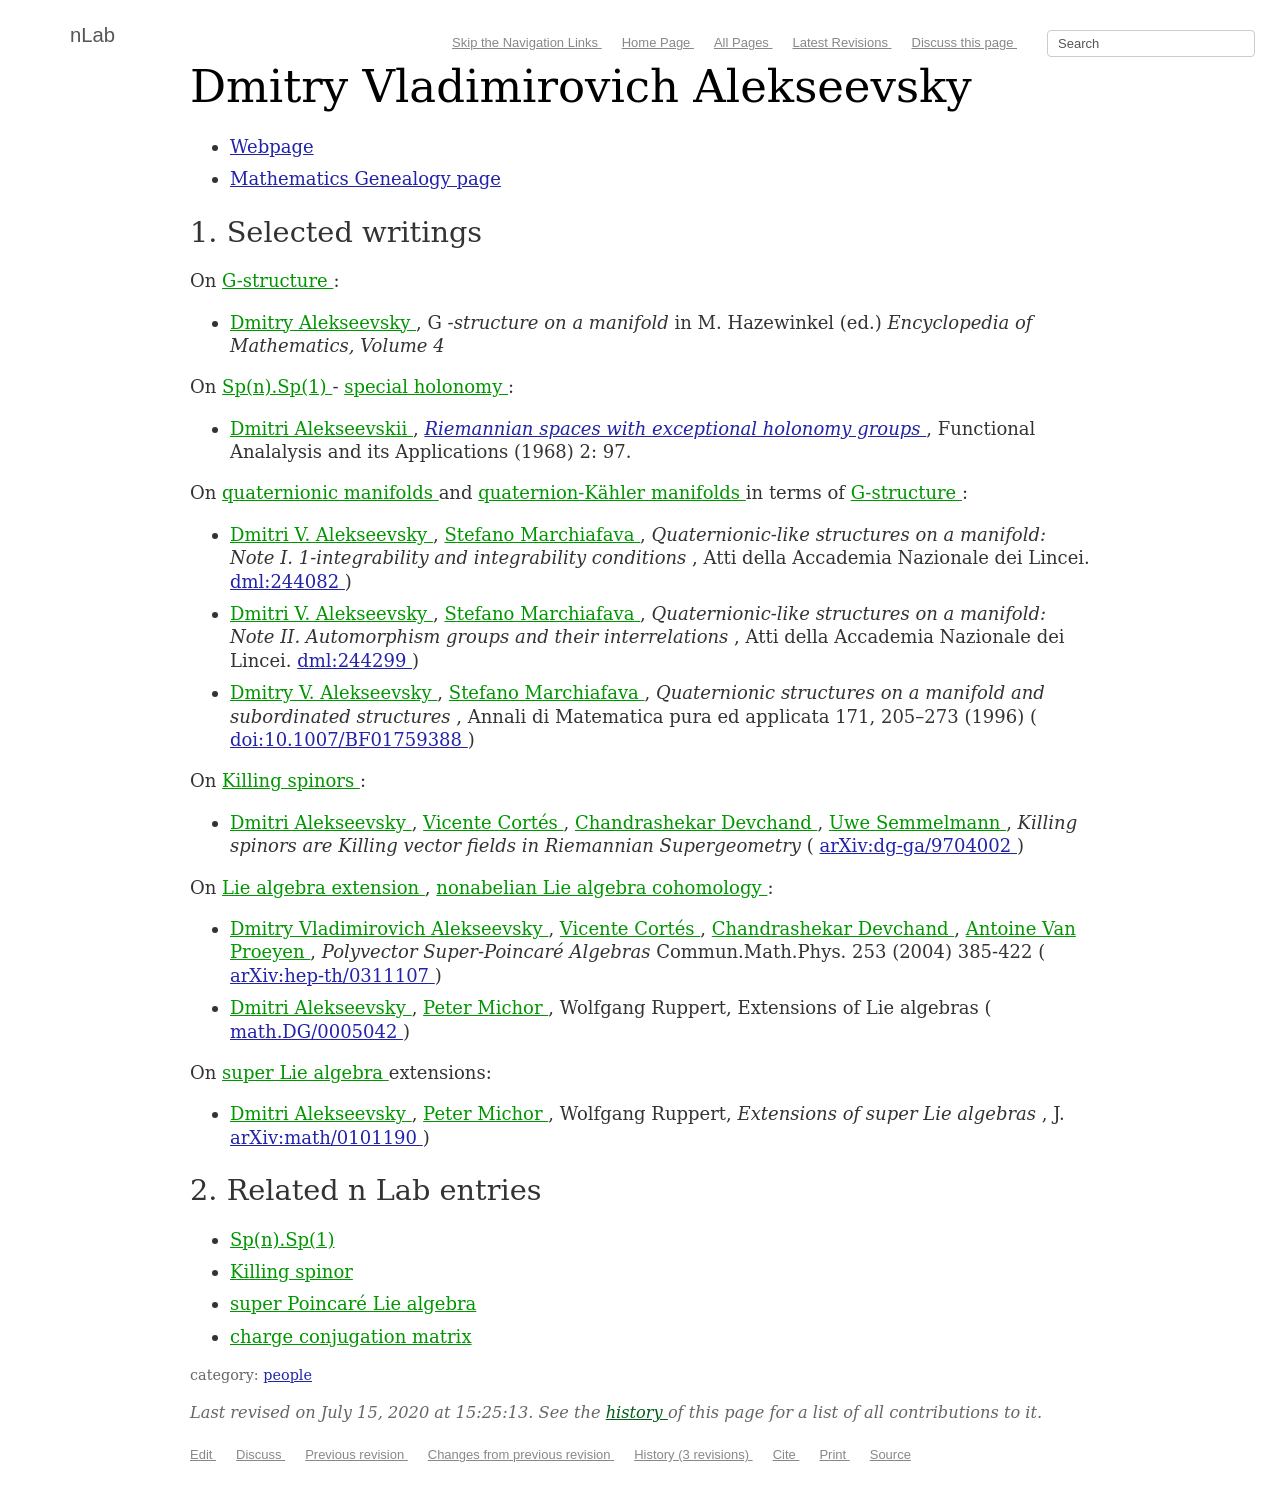 nLab
Skip the Navigation Links Home Page All Pages Latest Revisions Discuss this page Search
Dmitry Vladimirovich Alekseevsky
• Webpage
• Mathematics Genealogy page
1. Selected writings
On G-structure :
• Dmitry Alekseevsky , G -structure on a manifold in M. Hazewinkel (ed.) Encyclopedia of
Mathematics, Volume 4
On Sp(n).Sp(1) - special holonomy :
• Dmitri Alekseevskii , Riemannian spaces with exceptional holonomy groups , Functional
Analalysis and its Applications (1968) 2: 97.
On quaternionic manifolds and quaternion-Kähler manifolds in terms of G-structure :
• Dmitri V. Alekseevsky , Stefano Marchiafava , Quaternionic-like structures on a manifold:
Note I. 1-integrability and integrability conditions , Atti della Accademia Nazionale dei Lincei.
dml:244082 )
• Dmitri V. Alekseevsky , Stefano Marchiafava , Quaternionic-like structures on a manifold:
Note II. Automorphism groups and their interrelations , Atti della Accademia Nazionale dei
Lincei. dml:244299 )
• Dmitry V. Alekseevsky , Stefano Marchiafava , Quaternionic structures on a manifold and
subordinated structures , Annali di Matematica pura ed applicata 171, 205–273 (1996) (
doi:10.1007/BF01759388 )
On Killing spinors :
• Dmitri Alekseevsky , Vicente Cortés , Chandrashekar Devchand , Uwe Semmelmann , Killing
spinors are Killing vector fields in Riemannian Supergeometry ( arXiv:dg-ga/9704002 )
On Lie algebra extension , nonabelian Lie algebra cohomology :
• Dmitry Vladimirovich Alekseevsky , Vicente Cortés , Chandrashekar Devchand , Antoine Van
Proeyen , Polyvector Super-Poincaré Algebras Commun.Math.Phys. 253 (2004) 385-422 (
arXiv:hep-th/0311107 )
• Dmitri Alekseevsky , Peter Michor , Wolfgang Ruppert, Extensions of Lie algebras (
math.DG/0005042 )
On super Lie algebra extensions:
• Dmitri Alekseevsky , Peter Michor , Wolfgang Ruppert, Extensions of super Lie algebras , J.
arXiv:math/0101190 )
2. Related n Lab entries
• Sp(n).Sp(1)
• Killing spinor
• super Poincaré Lie algebra
• charge conjugation matrix
category: people
Last revised on July 15, 2020 at 15:25:13. See the history of this page for a list of all contributions to it.
Edit Discuss Previous revision Changes from previous revision History (3 revisions) Cite Print Source